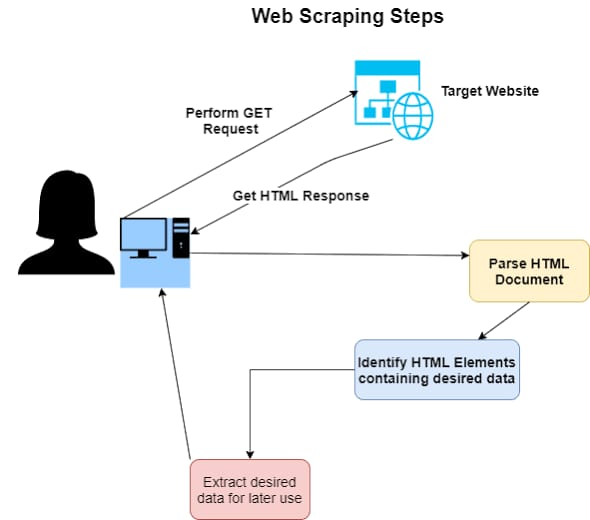 Web Scraping Steps
Target Website
Perform GET
Request
Get HTML Response
Parse HTML
Document
Identify HTML Elements
containing desired data
Extract desired
data for later use